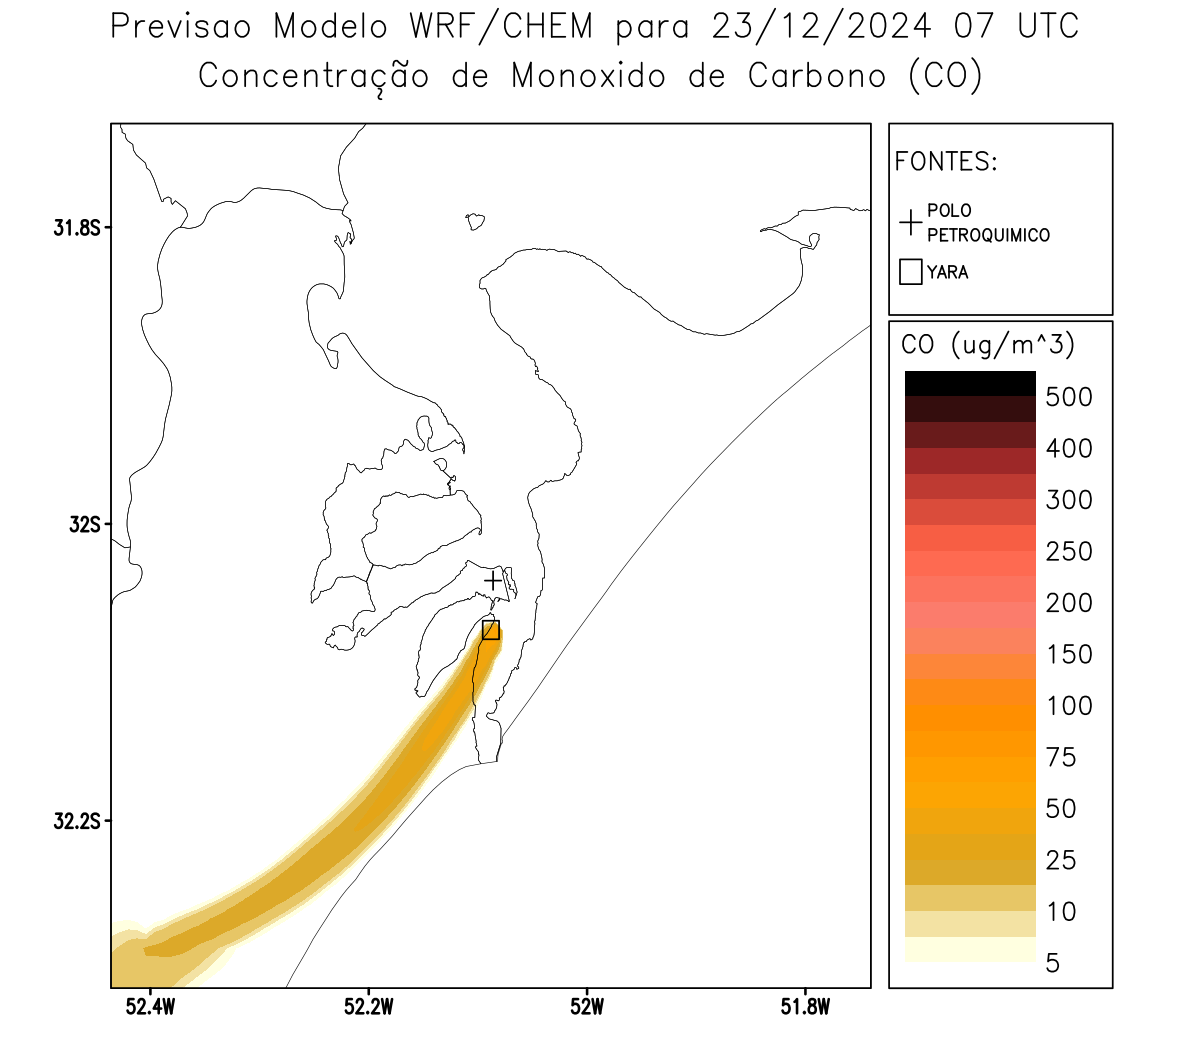 Previsao Modelo WRF/CHEM para 23/12/2024 07 UTC
Concentração de Monoxido de Carbono (CO)
FONTES:
POLO
PETROQUIMICO
YARA
CO (ug/m^3)
500
400
300
250
200
150
100
75
50
25
10
5
31.8S
32S
32.2S
52.4W
52.2W
52W
51.8W